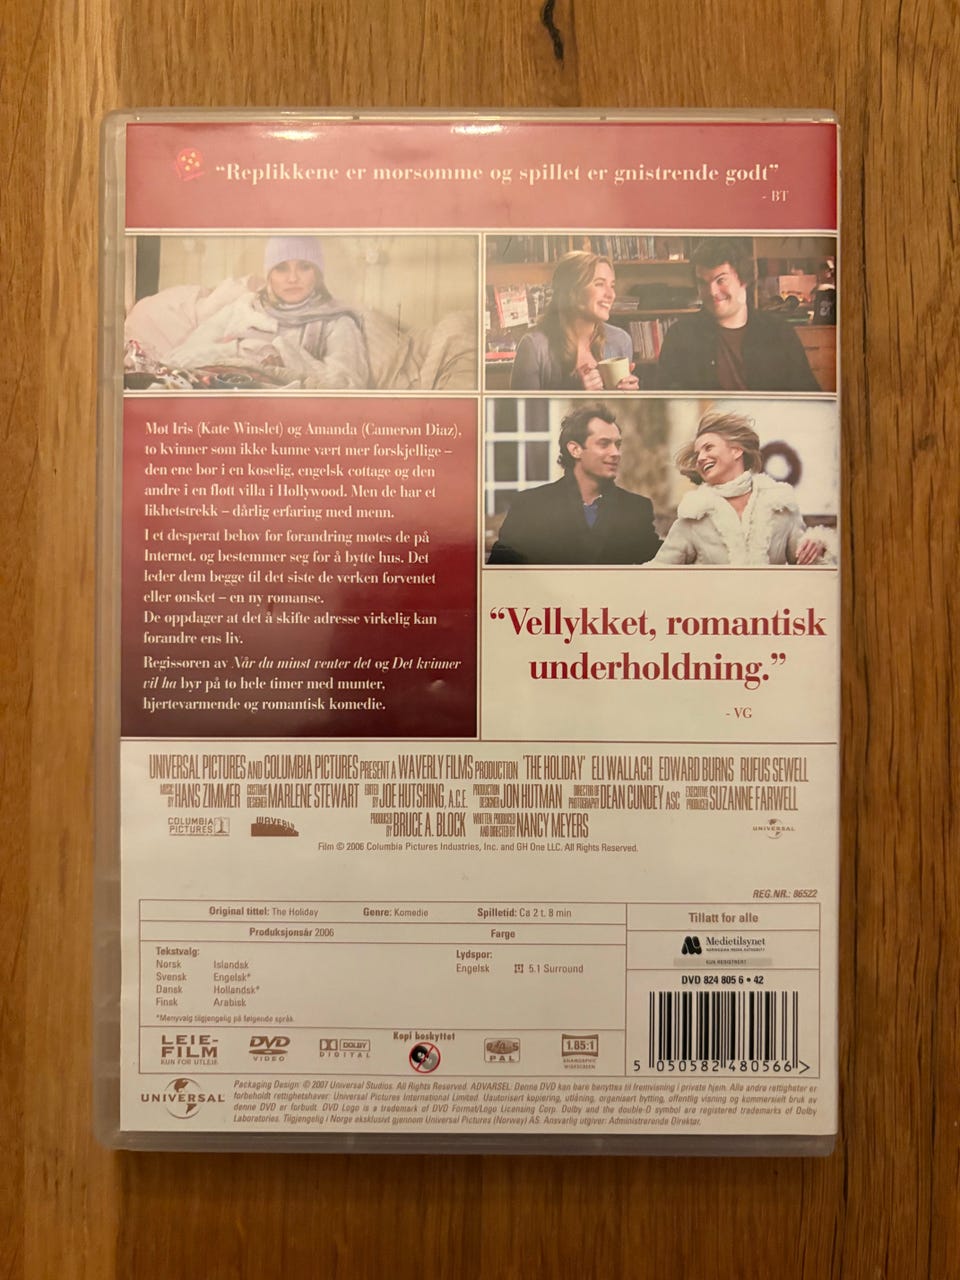 “Replikkene er morsomme og spillet er gnistrende godt”
- BT
Møt Iris (Kate Winslet) og Amanda (Cameron Diaz),
to kvinner som ikke kunne vært mer forskjellige –
den ene bor i en koselig, engelsk cottage og den
andre i en flott villa i Hollywood. Men de har et
likhetstrekk – dårlig erfaring med menn.
I et desperat behov for forandring møtes de på
Internet, og bestemmer seg for å bytte hus. Det
leder dem begge til det siste de verken forventet
eller ønsket – en ny romanse.
De oppdager at det å skifte adresse virkelig kan
forandre ens liv.
Regissøren av Når du minst venter det og Det kvinner
vil ha byr på to hele timer med munter,
hjertevarmende og romantisk komedie.
“Vellykket, romantisk
underholdning.”
- VG
UNIVERSAL PICTURES AND COLUMBIA PICTURES PRESENT A WAVERLY FILMS PRODUCTION 'THE HOLIDAY' ELI WALLACH EDWARD BURNS RUFUS SEWELL
MUSIC BY HANS ZIMMER COSTUME DESIGNER MARLENE STEWART EDITED BY JOE HUTSHING, A.C.E. PRODUCTION DESIGNER JON HUTMAN DIRECTOR OF PHOTOGRAPHY DEAN CUNDEY ASC EXECUTIVE PRODUCER SUZANNE FARWELL
COLUMBIA PICTURES WAVERLY PRODUCED BY BRUCE A. BLOCK WRITTEN, PRODUCED AND DIRECTED BY NANCY MEYERS UNIVERSAL
Film © 2006 Columbia Pictures Industries, Inc. and GH One LLC. All Rights Reserved.
REG.NR.: 86522
Original tittel: The Holiday Genre: Komedie Spilletid: Ca 2 t. 8 min
Produksjonsår 2006 Farge
Tekstvalg:
Norsk Islandsk
Svensk Engelsk*
Dansk Hollandsk*
Finsk Arabisk
*Menyvalg tilgjengelig på følgende språk
Lydspor:
Engelsk 5.1 Surround
Tillatt for alle
Medietilsynet
NORWEGIAN MEDIA AUTHORITY
KUN REGISTRERT
DVD 824 805 6 • 42
5 050582 480566 >
LEIE-
FILM
KUN FOR UTLEIE
DVD
VIDEO
DOLBY
DIGITAL
Kopi beskyttet
2 4 5
PAL
1.85:1
ANAMORPHIC
WIDESCREEN
UNIVERSAL
Packaging Design: © 2007 Universal Studios. All Rights Reserved. ADVARSEL: Denne DVD kan bare benyttes til fremvisning i private hjem. Alle andre rettigheter er
forbeholdt rettighetshaver: Universal Pictures International Limited. Uautorisert kopiering, utlåning, organisert bytting, offentlig visning og kommersielt bruk av
denne DVD er forbudt. DVD Logo is a trademark of DVD Format/Logo Licensing Corp. Dolby and the double-D symbol are registered trademarks of Dolby
Laboratories. Tilgjengelig i Norge eksklusivt gjennom Universal Pictures (Norway) AS. Ansvarlig utgiver: Administrerende Direktør.